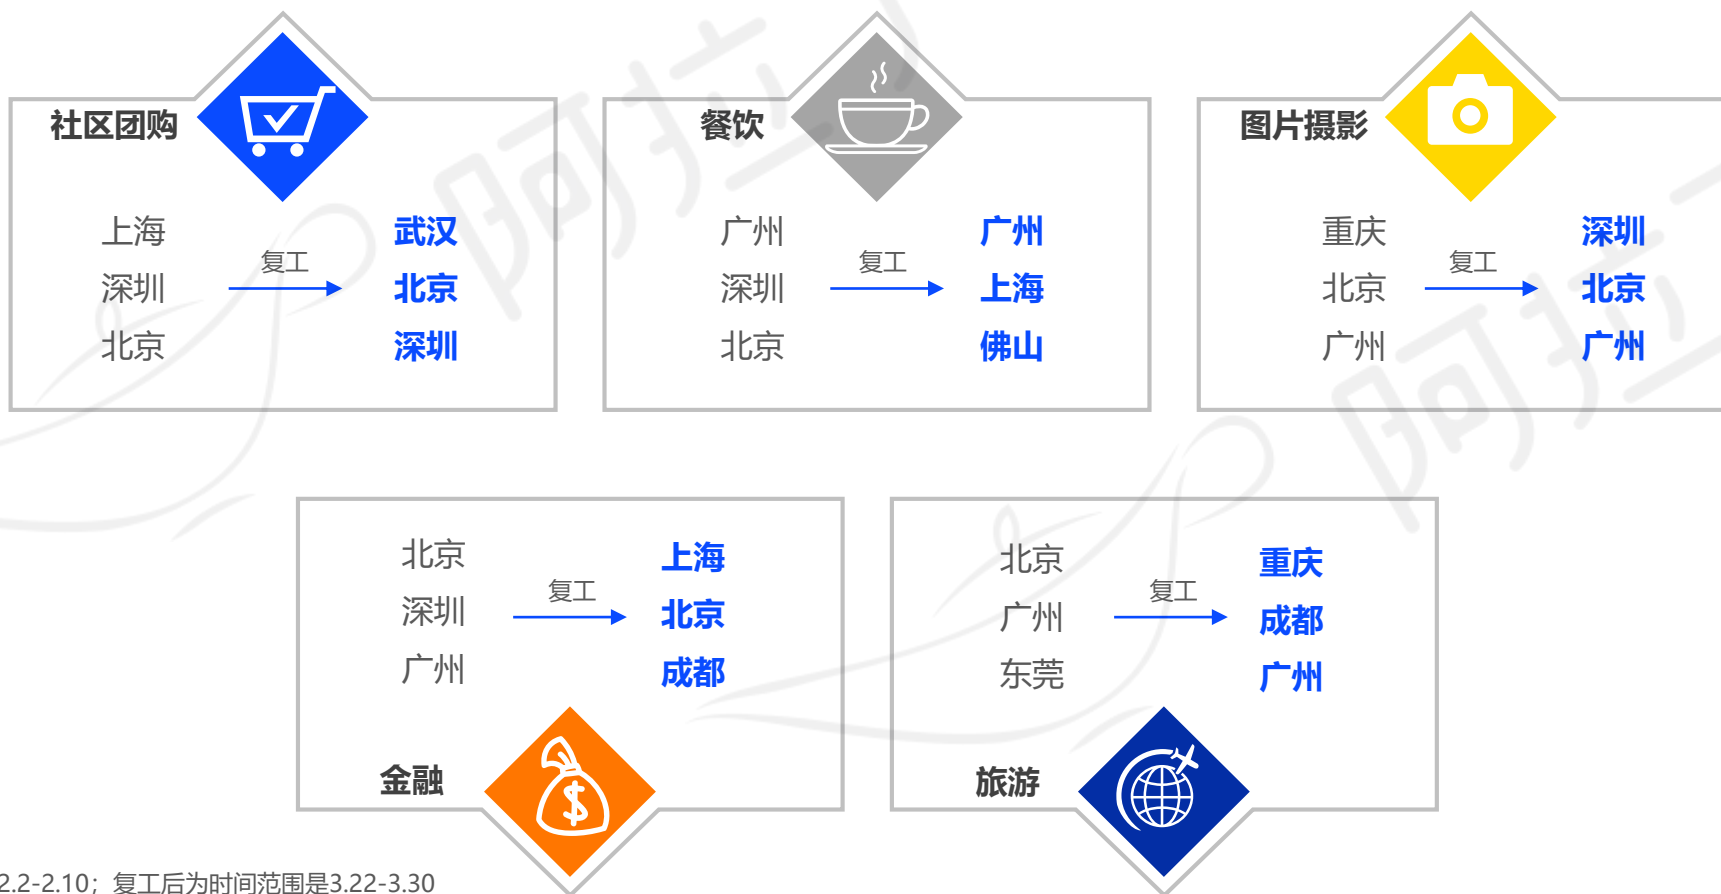 社区团购
上海
深圳
北京
复工
武汉
北京
深圳
餐饮
广州
深圳
北京
复工
广州
上海
佛山
图片摄影
重庆
北京
广州
复工
深圳
北京
广州
北京
深圳
广州
复工
上海
北京
成都
金融
北京
广州
东莞
复工
重庆
成都
广州
旅游
2.2-2.10；复工后为时间范围是3.22-3.30
阿拉
阿拉